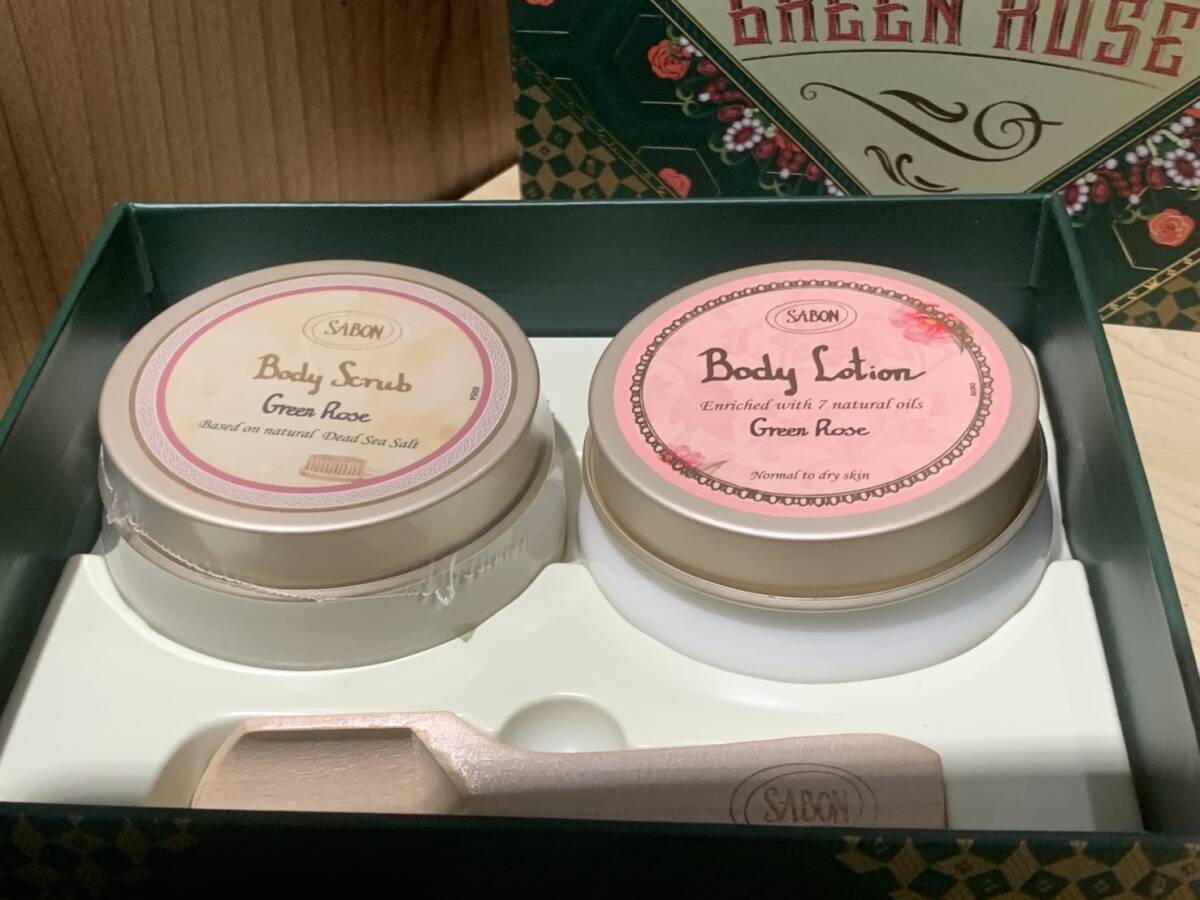 GREEN ROSE
SABON
Body Scrub
Green Rose
Based on natural Dead Sea Salt
SABON
Body Lotion
Enriched with 7 natural oils
Green Rose
Normal to dry skin
SABON